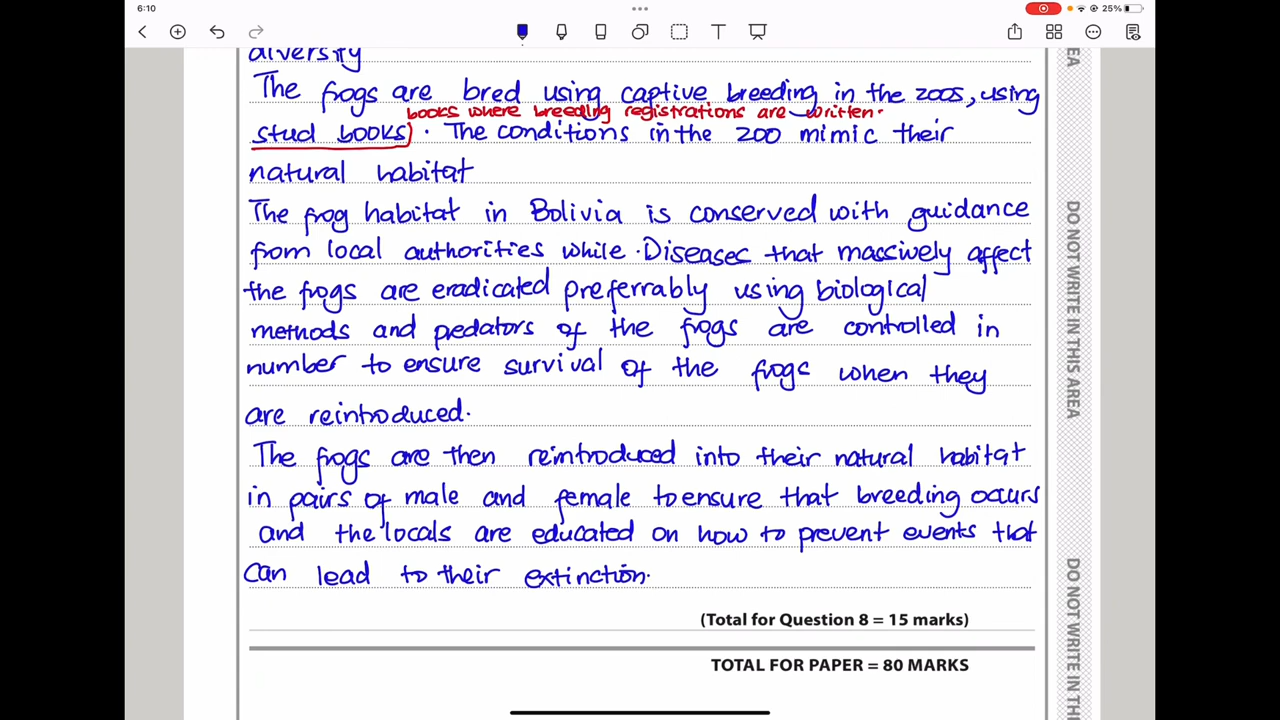 6:10
25%
diversity
The frogs are bred using captive breeding in the zoos, using
books where breeding registrations are written.
stud books. The conditions in the zoo mimic their
natural habitat
The frog habitat in Bolivia is conserved with guidance
from local authorities while. Diseases that massively affect
the frogs are eradicated preferrably using biological
methods and predators of the frogs are controlled in
number to ensure survival of the frogs when they
are reintroduced.
The frogs are then reintroduced into their natural habitat
in pairs of male and female to ensure that breeding occurs
and the locals are educated on how to prevent events that
can lead to their extinction.
(Total for Question 8 = 15 marks)
TOTAL FOR PAPER = 80 MARKS
EA
DO NOT WRITE IN THIS AREA
DO NOT WRITE IN THI